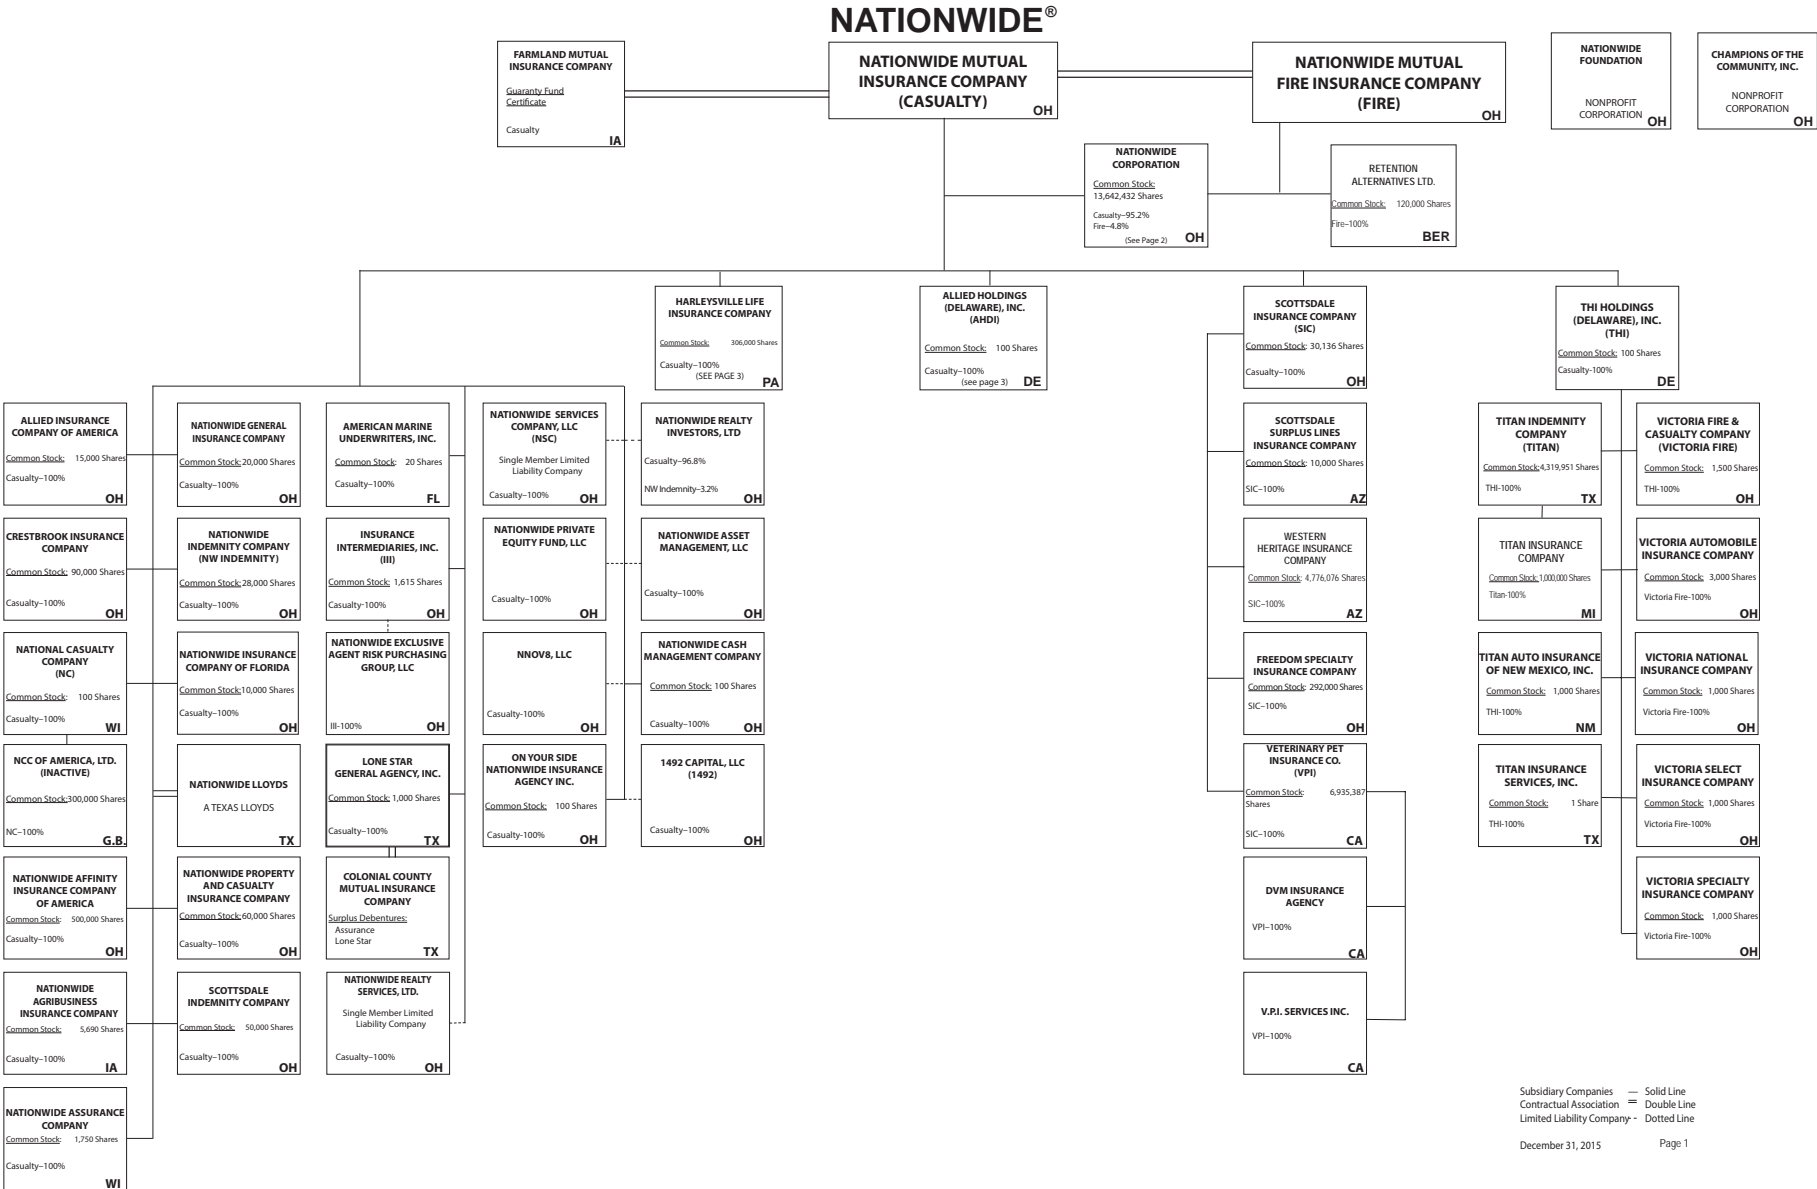 NATIONWIDE®
FARMLAND MUTUAL
INSURANCE COMPANY
Guaranty Fund
Certificate
Casualty
IA
NATIONWIDE MUTUAL
INSURANCE COMPANY
(CASUALTY)
OH
NATIONWIDE MUTUAL
FIRE INSURANCE COMPANY
(FIRE)
OH
NATIONWIDE
FOUNDATION
NONPROFIT
CORPORATION
OH
CHAMPIONS OF THE
COMMUNITY, INC.
NONPROFIT
CORPORATION
OH
NATIONWIDE
CORPORATION
Common Stock:
13,642,432 Shares
Casualty–95.2%
Fire–4.8%
(See Page 2)
OH
RETENTION
ALTERNATIVES LTD.
Common Stock: 120,000 Shares
Fire–100%
BER
HARLEYSVILLE LIFE
INSURANCE COMPANY
Common Stock: 306,000 Shares
Casualty–100%
(SEE PAGE 3)
PA
ALLIED HOLDINGS
(DELAWARE), INC.
(AHDI)
Common Stock: 100 Shares
Casualty–100%
(see page 3)
DE
SCOTTSDALE
INSURANCE COMPANY
(SIC)
Common Stock: 30,136 Shares
Casualty–100%
OH
THI HOLDINGS
(DELAWARE), INC.
(THI)
Common Stock: 100 Shares
Casualty-100%
DE
ALLIED INSURANCE
COMPANY OF AMERICA
Common Stock: 15,000 Shares
Casualty–100%
OH
NATIONWIDE GENERAL
INSURANCE COMPANY
Common Stock: 20,000 Shares
Casualty–100%
OH
AMERICAN MARINE
UNDERWRITERS, INC.
Common Stock: 20 Shares
Casualty–100%
FL
NATIONWIDE SERVICES
COMPANY, LLC
(NSC)
Single Member Limited
Liability Company
Casualty–100%
OH
NATIONWIDE REALTY
INVESTORS, LTD
Casualty–96.8%
NW Indemnity–3.2%
OH
SCOTTSDALE
SURPLUS LINES
INSURANCE COMPANY
Common Stock: 10,000 Shares
SIC–100%
AZ
TITAN INDEMNITY
COMPANY
(TITAN)
Common Stock:4,319,951 Shares
THI-100%
TX
VICTORIA FIRE &
CASUALTY COMPANY
(VICTORIA FIRE)
Common Stock: 1,500 Shares
THI-100%
OH
CRESTBROOK INSURANCE
COMPANY
Common Stock: 90,000 Shares
Casualty–100%
OH
NATIONWIDE
INDEMNITY COMPANY
(NW INDEMNITY)
Common Stock: 28,000 Shares
Casualty–100%
OH
INSURANCE
INTERMEDIARIES, INC.
(III)
Common Stock: 1,615 Shares
Casualty-100%
OH
NATIONWIDE PRIVATE
EQUITY FUND, LLC
Casualty–100%
OH
NATIONWIDE ASSET
MANAGEMENT, LLC
Casualty–100%
OH
WESTERN
HERITAGE INSURANCE
COMPANY
Common Stock: 4,776,076 Shares
SIC–100%
AZ
TITAN INSURANCE
COMPANY
Common Stock: 1,000,000 Shares
Titan-100%
MI
VICTORIA AUTOMOBILE
INSURANCE COMPANY
Common Stock: 3,000 Shares
Victoria Fire-100%
OH
NATIONAL CASUALTY
COMPANY
(NC)
Common Stock: 100 Shares
Casualty–100%
WI
NATIONWIDE INSURANCE
COMPANY OF FLORIDA
Common Stock:10,000 Shares
Casualty–100%
OH
NATIONWIDE EXCLUSIVE
AGENT RISK PURCHASING
GROUP, LLC
III-100%
OH
NNOV8, LLC
Casualty–100%
OH
NATIONWIDE CASH
MANAGEMENT COMPANY
Common Stock: 100 Shares
Casualty–100%
OH
FREEDOM SPECIALTY
INSURANCE COMPANY
Common Stock: 292,000 Shares
SIC–100%
OH
TITAN AUTO INSURANCE
OF NEW MEXICO, INC.
Common Stock: 1,000 Shares
THI-100%
NM
VICTORIA NATIONAL
INSURANCE COMPANY
Common Stock: 1,000 Shares
Victoria Fire-100%
OH
NCC OF AMERICA, LTD.
(INACTIVE)
Common Stock:300,000 Shares
NC–100%
G.B.
NATIONWIDE LLOYDS
A TEXAS LLOYDS
TX
LONE STAR
GENERAL AGENCY, INC.
Common Stock: 1,000 Shares
Casualty–100%
TX
ON YOUR SIDE
NATIONWIDE INSURANCE
AGENCY INC.
Common Stock: 100 Shares
Casualty–100%
OH
1492 CAPITAL, LLC
(1492)
Casualty–100%
OH
VETERINARY PET
INSURANCE CO.
(VPI)
Common Stock: 6,935,387
Shares
SIC–100%
CA
TITAN INSURANCE
SERVICES, INC.
Common Stock: 1 Share
THI-100%
TX
VICTORIA SELECT
INSURANCE COMPANY
Common Stock: 1,000 Shares
Victoria Fire-100%
OH
NATIONWIDE AFFINITY
INSURANCE COMPANY
OF AMERICA
Common Stock: 500,000 Shares
Casualty–100%
OH
NATIONWIDE PROPERTY
AND CASUALTY
INSURANCE COMPANY
Common Stock:60,000 Shares
Casualty–100%
OH
COLONIAL COUNTY
MUTUAL INSURANCE
COMPANY
Surplus Debentures:
Assurance
Lone Star
TX
DVM INSURANCE
AGENCY
VPI–100%
CA
VICTORIA SPECIALTY
INSURANCE COMPANY
Common Stock: 1,000 Shares
Victoria Fire-100%
OH
NATIONWIDE
AGRIBUSINESS
INSURANCE COMPANY
Common Stock: 5,690 Shares
Casualty–100%
IA
SCOTTSDALE
INDEMNITY COMPANY
Common Stock: 50,000 Shares
Casualty–100%
OH
NATIONWIDE REALTY
SERVICES, LTD.
Single Member Limited
Liability Company
Casualty–100%
OH
V.P.I. SERVICES INC.
VPI–100%
CA
NATIONWIDE ASSURANCE
COMPANY
Common Stock: 1,750 Shares
Casualty–100%
WI
Subsidiary Companies — Solid Line
Contractual Association = Double Line
Limited Liability Company - - Dotted Line
December 31, 2015 Page 1